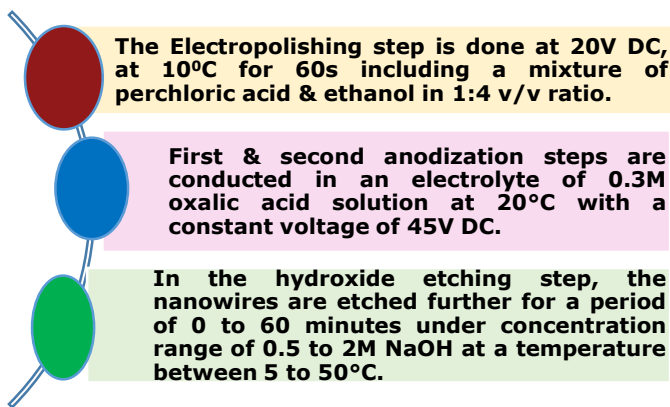 The Electropolishing step is done at 20V DC,
at 10⁰C for 60s including a mixture of
perchloric acid & ethanol in 1:4 v/v ratio.
First & second anodization steps are
conducted in an electrolyte of 0.3M
oxalic acid solution at 20°C with a
constant voltage of 45V DC.
In the hydroxide etching step, the
nanowires are etched further for a period
of 0 to 60 minutes under concentration
range of 0.5 to 2M NaOH at a temperature
between 5 to 50°C.